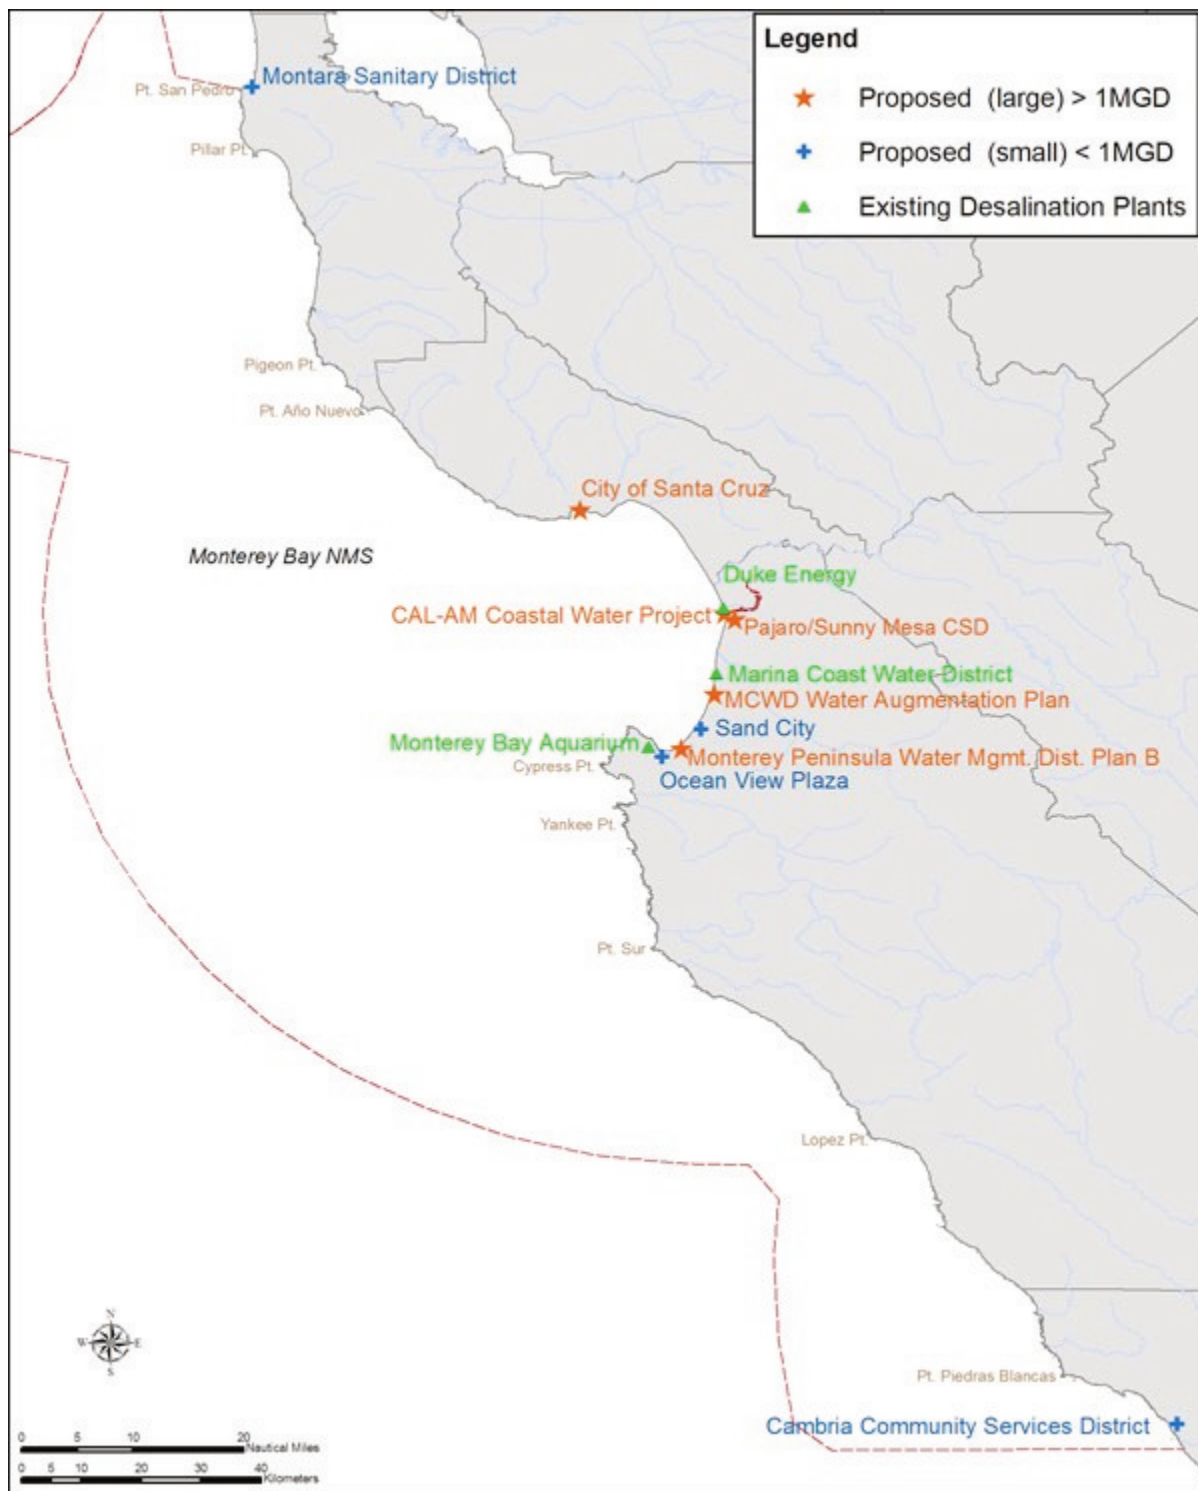 Legend
Proposed (large) > 1MGD
Proposed (small) < 1MGD
Existing Desalination Plants
Montara Sanitary District
Pt. San Pedro
Pillar Pt.
Pigeon Pt.
Pt. Año Nuevo
City of Santa Cruz
Monterey Bay NMS
Duke Energy
CAL-AM Coastal Water Project
Pajaro/Sunny Mesa CSD
Marina Coast Water District
MCWD Water Augmentation Plan
Sand City
Monterey Bay Aquarium
Monterey Peninsula Water Mgmt. Dist. Plan B
Cypress Pt.
Ocean View Plaza
Yankee Pt.
Pt. Sur
Lopez Pt.
N
W E
S
Pt. Piedras Blancas
Cambria Community Services District
0 5 10 20
Nautical Miles
0 5 10 20 30 40
Kilometers